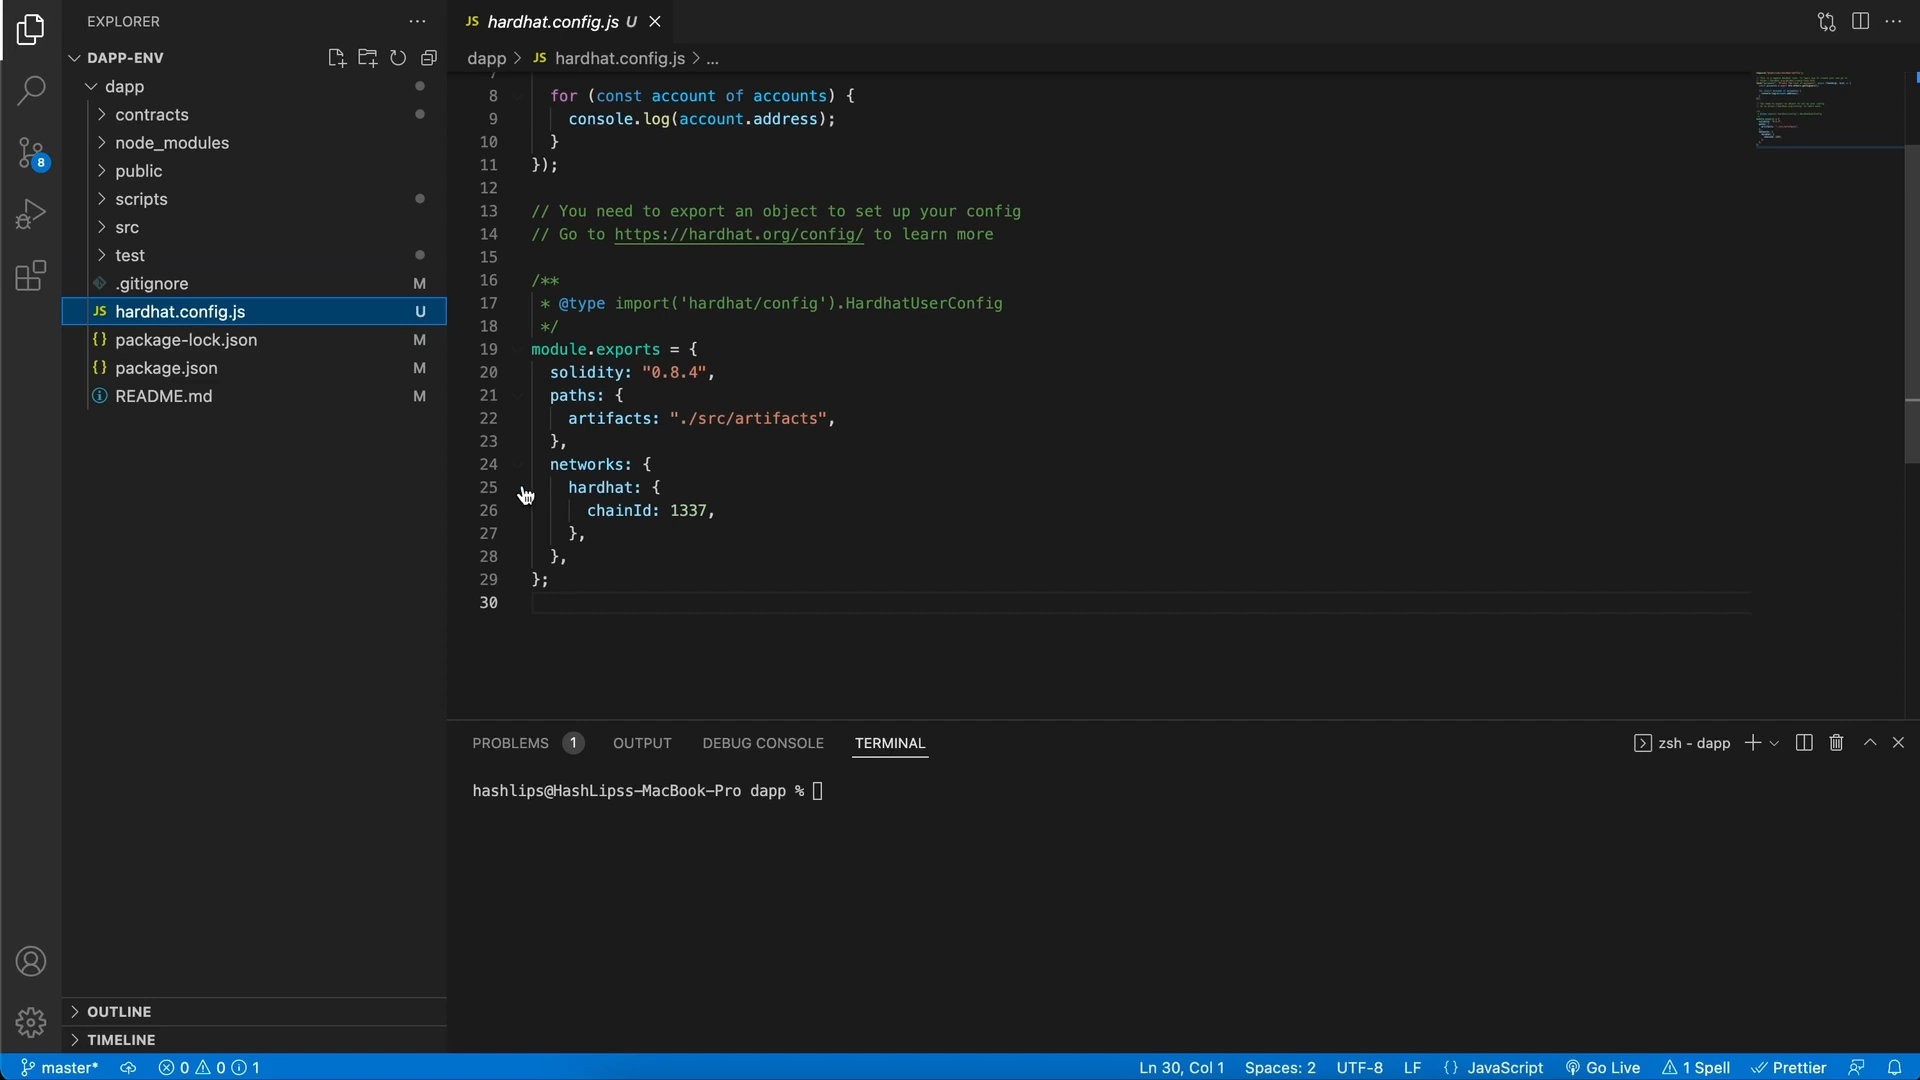 EXPLORER
DAPP-ENV
dapp
contracts
node_modules
public
scripts
src
test
.gitignore M
JS hardhat.config.js U
{} package-lock.json M
{} package.json M
README.md M
OUTLINE
TIMELINE
8
JS hardhat.config.js U
dapp > JS hardhat.config.js > ...
7
8 for (const account of accounts) {
9 console.log(account.address);
10 }
11 });
12
13 // You need to export an object to set up your config
14 // Go to https://hardhat.org/config/ to learn more
15
16 /**
17 * @type import('hardhat/config').HardhatUserConfig
18 */
19 module.exports = {
20 solidity: "0.8.4",
21 paths: {
22 artifacts: "./src/artifacts",
23 },
24 networks: {
25 hardhat: {
26 chainId: 1337,
27 },
28 },
29 };
30
PROBLEMS 1 OUTPUT DEBUG CONSOLE TERMINAL zsh - dapp
hashlips@HashLipss-MacBook-Pro dapp %
master* 0 0 1 Ln 30, Col 1 Spaces: 2 UTF-8 LF {} JavaScript Go Live 1 Spell Prettier